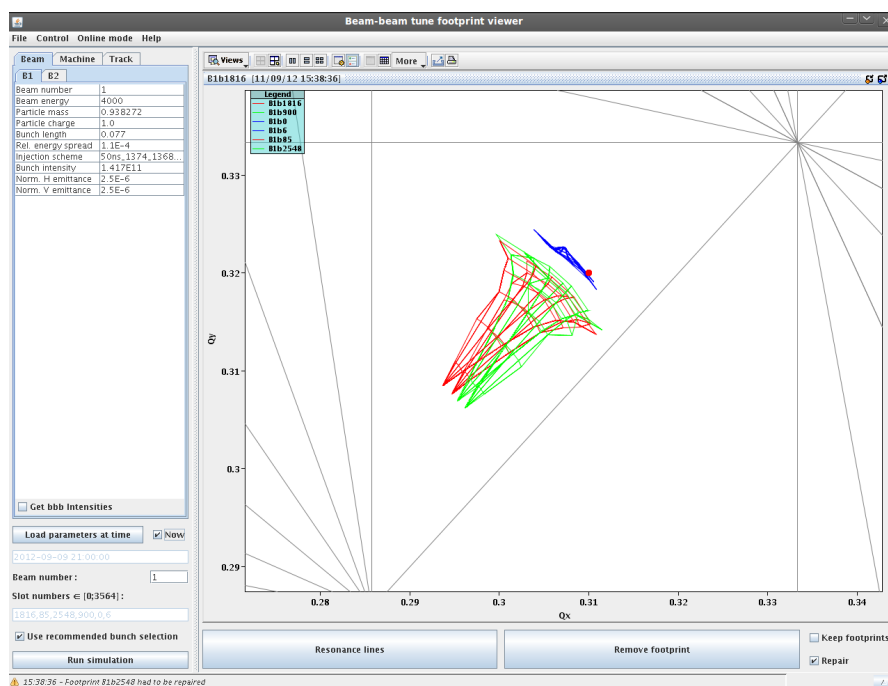 Beam-beam tune footprint viewer
File Control Online mode Help
Beam Machine Track
B1 B2
Beam number 1
Beam energy 4000
Particle mass 0.938272
Particle charge 1.0
Bunch length 0.077
Rel. energy spread 1.1E-4
Injection scheme 50ns_1374_1368...
Bunch intensity 1.417E11
Norm. H emittance 2.5E-6
Norm. V emittance 2.5E-6
Get bbb Intensities
Load parameters at time Now
2012-09-09 21:00:00
Beam number : 1
Slot numbers ∈ [0;3564] :
1816,85,2548,900,0,6
Use recommended bunch selection
Run simulation
Views More
B1b1816 [11/09/12 15:38:36]
Legend
B1b1816
B1b900
B1b0
B1b6
B1b85
B1b2548
0.33
0.32
0.31
0.3
0.29
Qy
0.28 0.29 0.3 0.31 0.32 0.33 0.34
Qx
Resonance lines Remove footprint Keep footprints
Repair
15:38:36 - Footprint B1b2548 had to be repaired